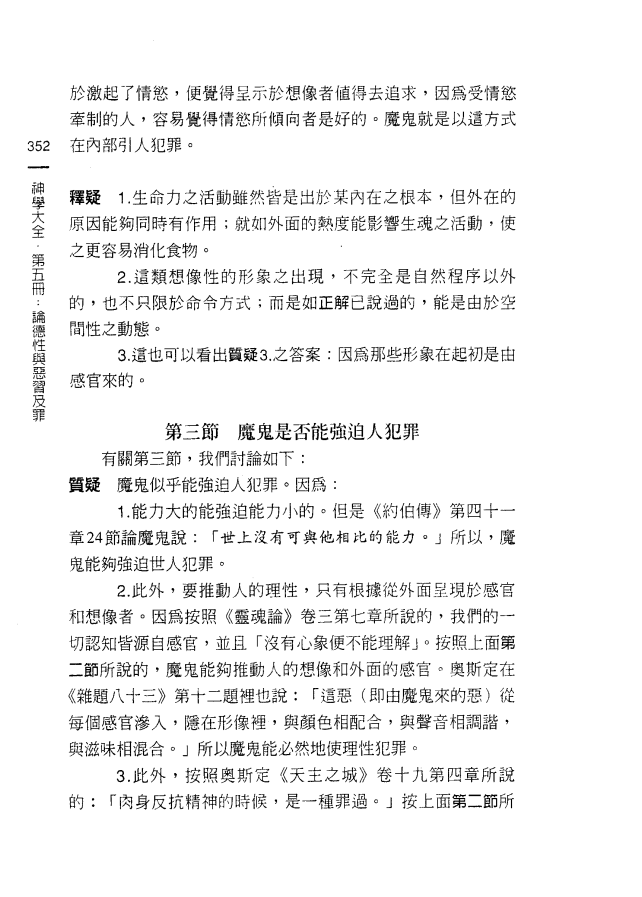 於激起了情慾，便覺得呈示於想像者值得去追求，因為受情慾
牽制的人，容易覺得情慾所傾向者是好的。魔鬼就是以這方式
在內部引人犯罪。
352
神學大全．第五冊：論德性與惡習及罪
釋疑　1.生命力之活動雖然皆是出於某內在之根本，但外在的
原因能夠同時有作用；就如外面的熱度能影響生魂之活動，使
之更容易消化食物。
2.這類想像性的形象之出現，不完全是自然程序以外
的，也不只限於命令方式；而是如正解已說過的，能是由於空
間性之動態。
3.這也可以看出質疑3.之答案：因為那些形象在起初是由
感官來的。
第三節　魔鬼是否能強迫人犯罪
有關第三節，我們討論如下：
質疑　魔鬼似乎能強迫人犯罪。因為：
1.能力大的能強迫能力小的。但是《約伯傳》第四十一
章24節論魔鬼說：「世上沒有可與他相比的能力。」所以，魔
鬼能夠強迫世人犯罪。
2.此外，要推動人的理性，只有根據從外面呈現於感官
和想像者。因為按照《靈魂論》卷三第七章所說的，我們的一
切認知皆源自感官，並且「沒有心象便不能理解」。按照上面第
二節所說的，魔鬼能夠推動人的想像和外面的感官。奧斯定在
《雜題八十三》第十二題裡也說：「這惡（即由魔鬼來的惡）從
每個感官滲入，隱在形像裡，與顏色相配合，與聲音相調諧，
與滋味相混合。」所以魔鬼能必然地使理性犯罪。
3.此外，按照奧斯定《天主之城》卷十九第四章所說
的：「肉身反抗精神的時候，是一種罪過。」按上面第二節所